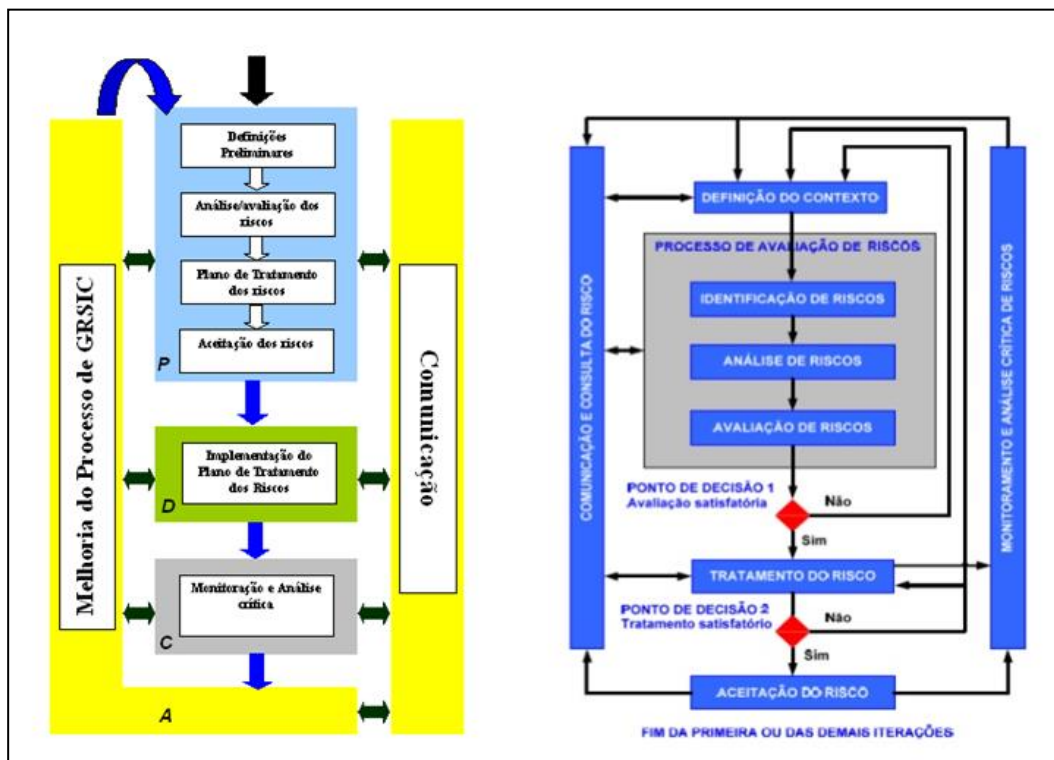 Definições
Preliminares
Análise/avaliação dos
riscos
Plano de Tratamento
dos riscos
Aceitação dos riscos
P
Implementação do
Plano de Tratamento
dos Riscos
D
Monitoração e Análise
crítica
C
A
Melhoria do Processo de GRSIC
Comunicação
DEFINIÇÃO DO CONTEXTO
PROCESSO DE AVALIAÇÃO DE RISCOS
IDENTIFICAÇÃO DE RISCOS
ANÁLISE DE RISCOS
AVALIAÇÃO DE RISCOS
PONTO DE DECISÃO 1
Avaliação satisfatória
Não
Sim
TRATAMENTO DO RISCO
PONTO DE DECISÃO 2
Tratamento satisfatório
Não
Sim
ACEITAÇÃO DO RISCO
FIM DA PRIMEIRA OU DAS DEMAIS ITERAÇÕES
COMUNICAÇÃO E CONSULTA DO RISCO
MONITORAMENTO E ANÁLISE CRÍTICA DE RISCOS